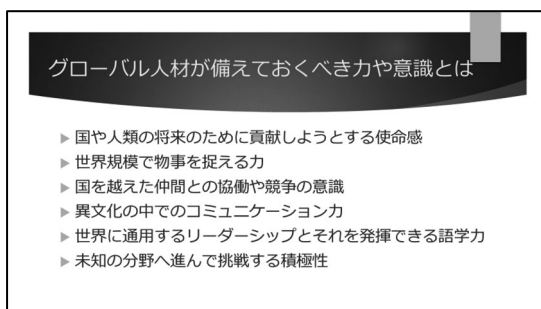 グローバル人材が備えておくべき力や意識とは
国や人類の将来のために貢献しようとする使命感
世界規模で物事を捉える力
国を越えた仲間との協働や競争の意識
異文化の中でのコミュニケーション力
世界に通用するリーダーシップとそれを発揮できる語学力
未知の分野へ進んで挑戦する積極性